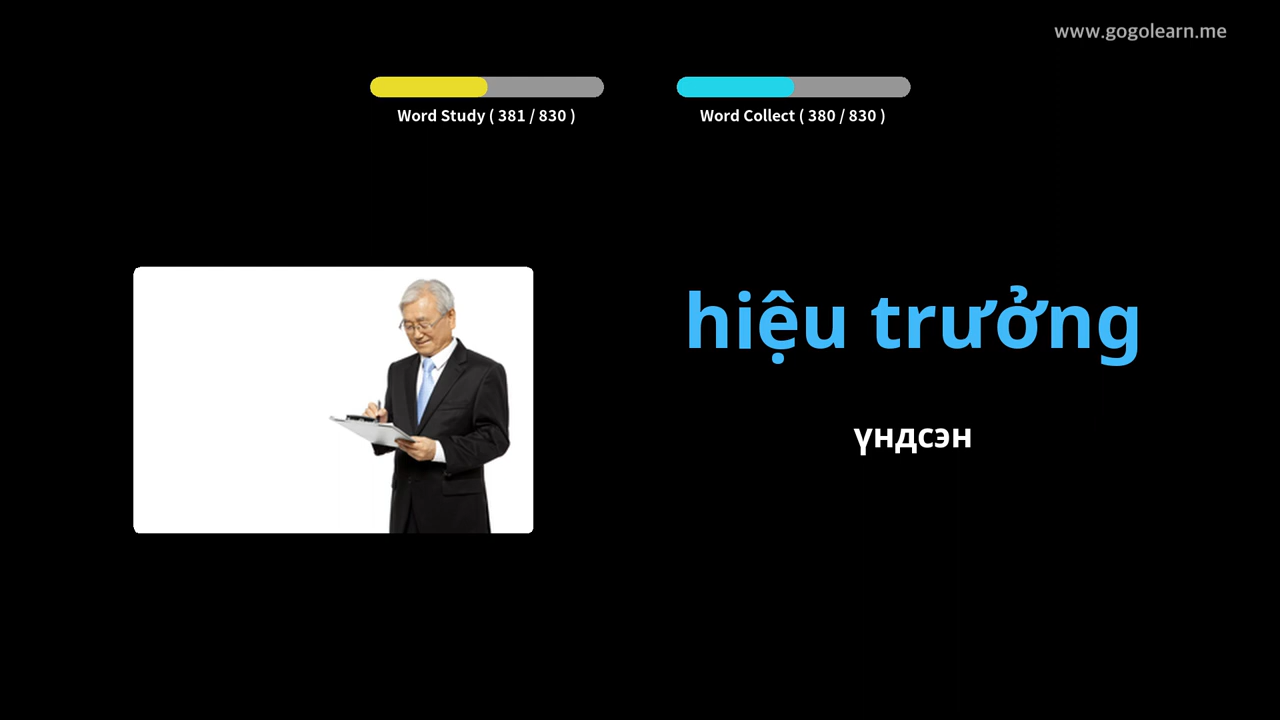 www.gogolearn.me
Word Study ( 381 / 830 )
Word Collect ( 380 / 830 )
hiệu trưởng
үндсэн